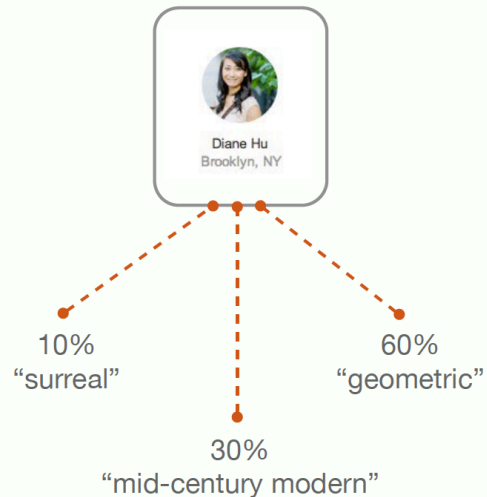 Diane Hu
Brooklyn, NY
10%
“surreal”
60%
“geometric”
30%
“mid-century modern”